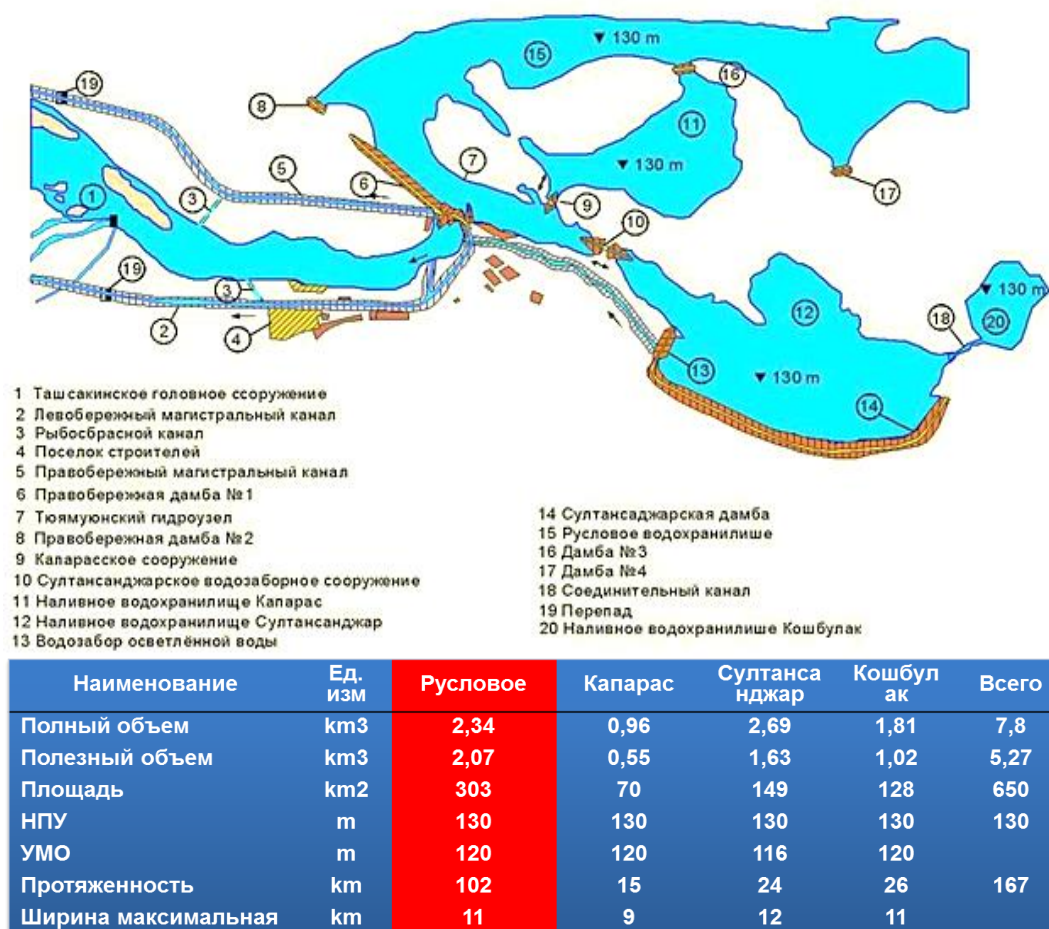 19
8
15
▼ 130 m
16
11
▼ 130 m
7
17
5
6
9
3
1
10
19
3
2
4
12
18
▼ 130 m
20
13
▼ 130 m
14
1 Ташсакинское головное ссоружение
2 Левобережный магистральный канал
3 Рыбосбрасной канал
4 Поселок строителей
5 Правобережный магистральный канал
6 Правобережная дамба №1
7 Тюямуюнский гидроузел
8 Правобережная дамба №2
9 Капарасское сооружение
10 Султансанджарское водозаборное сооружение
11 Наливное водохранилище Капарас
12 Наливное водохранилище Султансанджар
13 Водозабор осветлённой воды
14 Султансаджарская дамба
15 Русловое водохранилише
16 Дамба №3
17 Дамба №4
18 Соединительный канал
19 Перепад
20 Наливное водохранилише Кошбулак
Наименование Ед. изм Русловое Капарас Султанса нджар Кошбул ак Всего
Полный объем km3 2,34 0,96 2,69 1,81 7,8
Полезный объем km3 2,07 0,55 1,63 1,02 5,27
Площадь km2 303 70 149 128 650
НПУ m 130 130 130 130 130
УМО m 120 120 116 120
Протяженность km 102 15 24 26 167
Ширина максимальная km 11 9 12 11